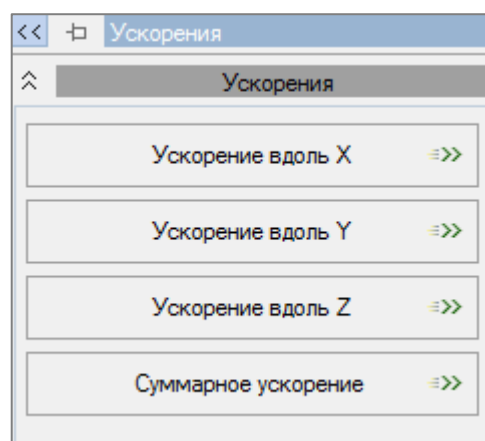 << Ускорения
Ускорения
Ускорение вдоль X
Ускорение вдоль Y
Ускорение вдоль Z
Суммарное ускорение